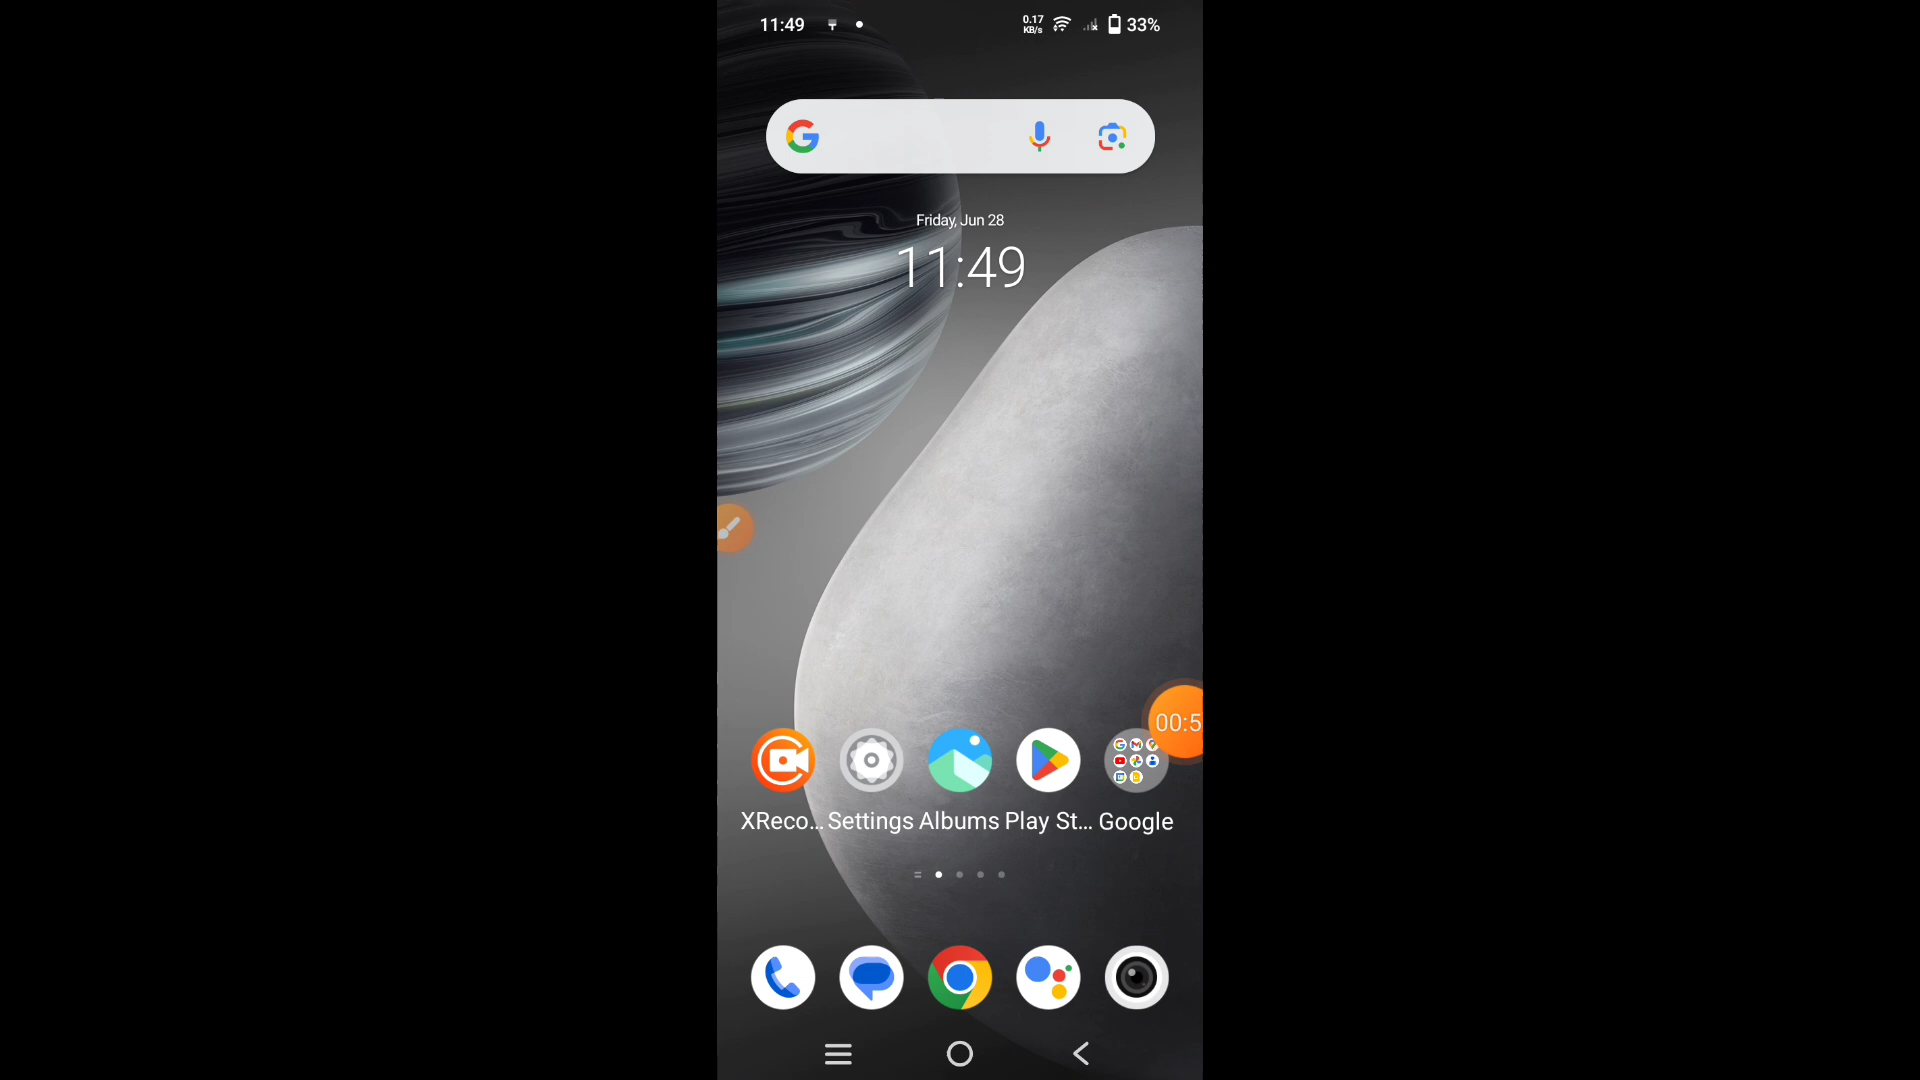 11:49
0.17
KB/s
33%
Friday, Jun 28
11:49
00:5
XReco... Settings Albums Play St... Google